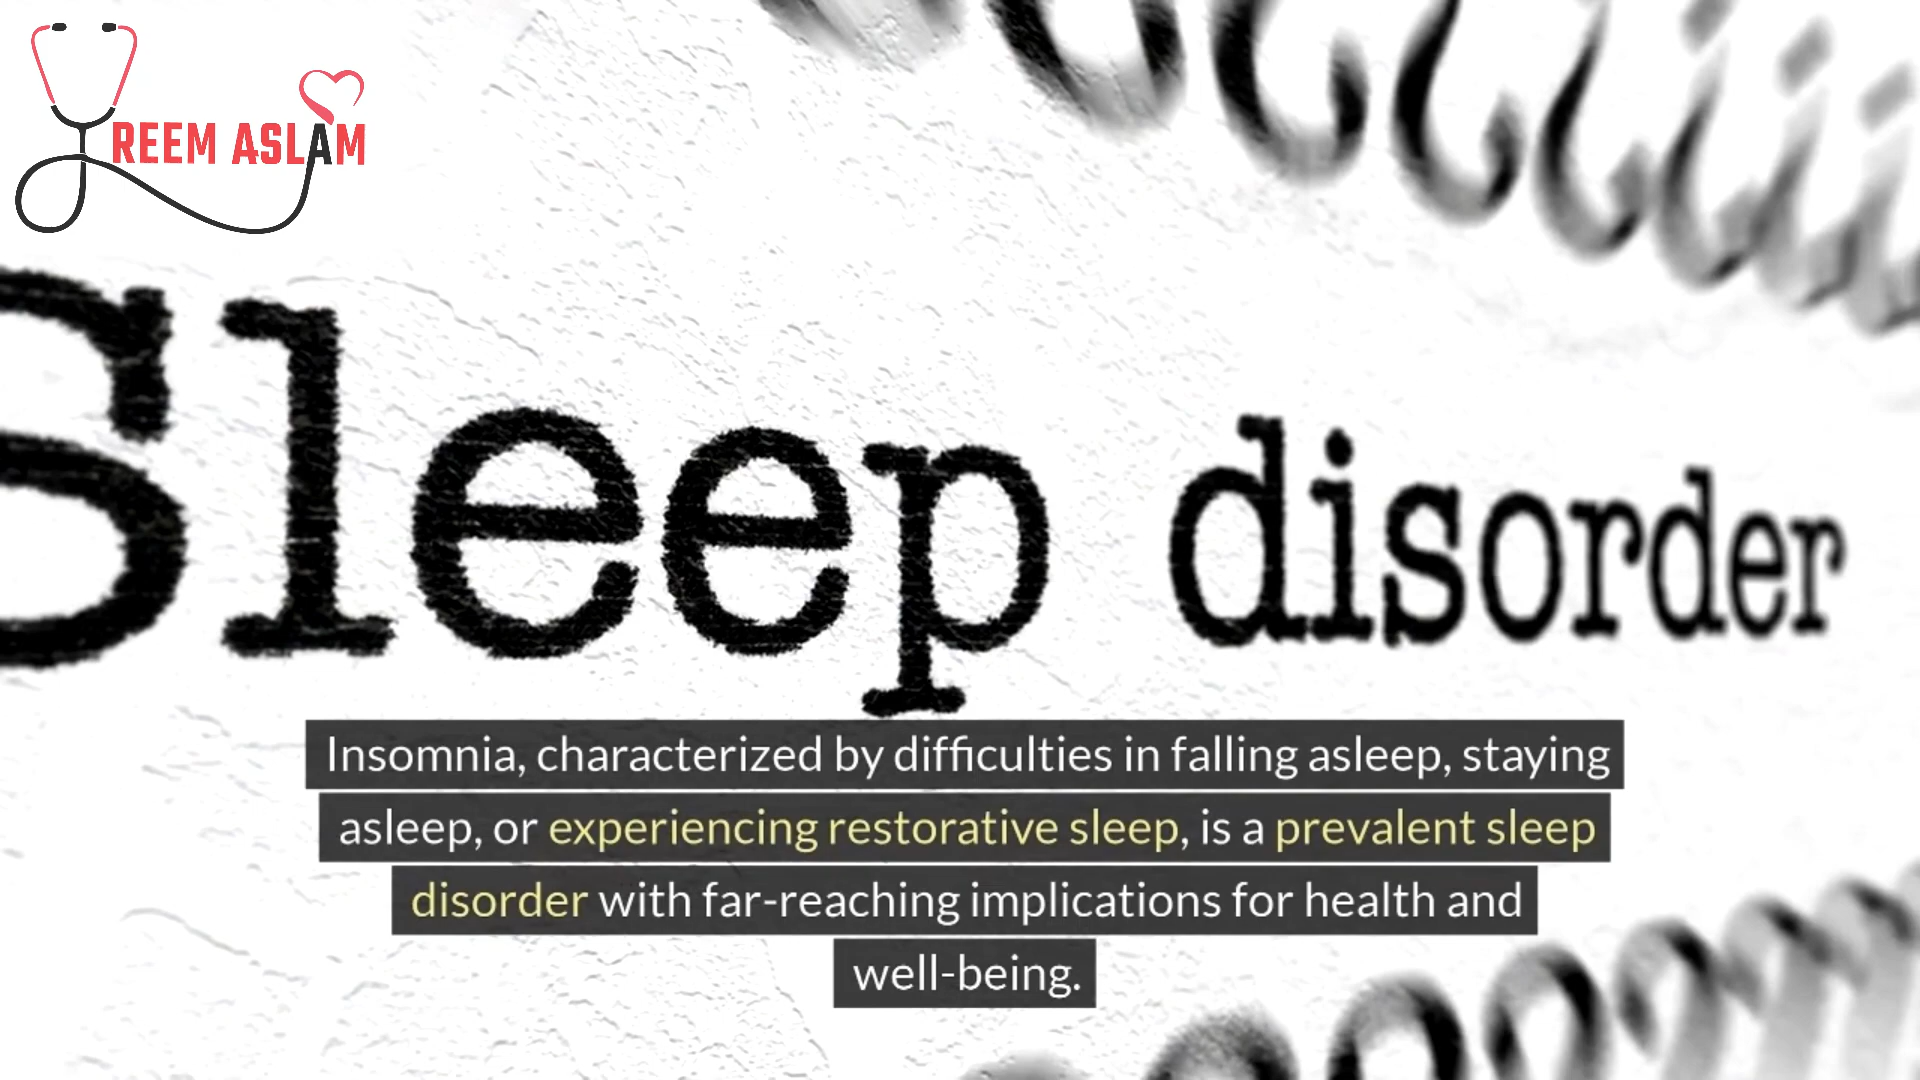 REEM ASLAM
Sleep disorder
Insomnia, characterized by difficulties in falling asleep, staying
asleep, or experiencing restorative sleep, is a prevalent sleep
disorder with far-reaching implications for health and
well-being.